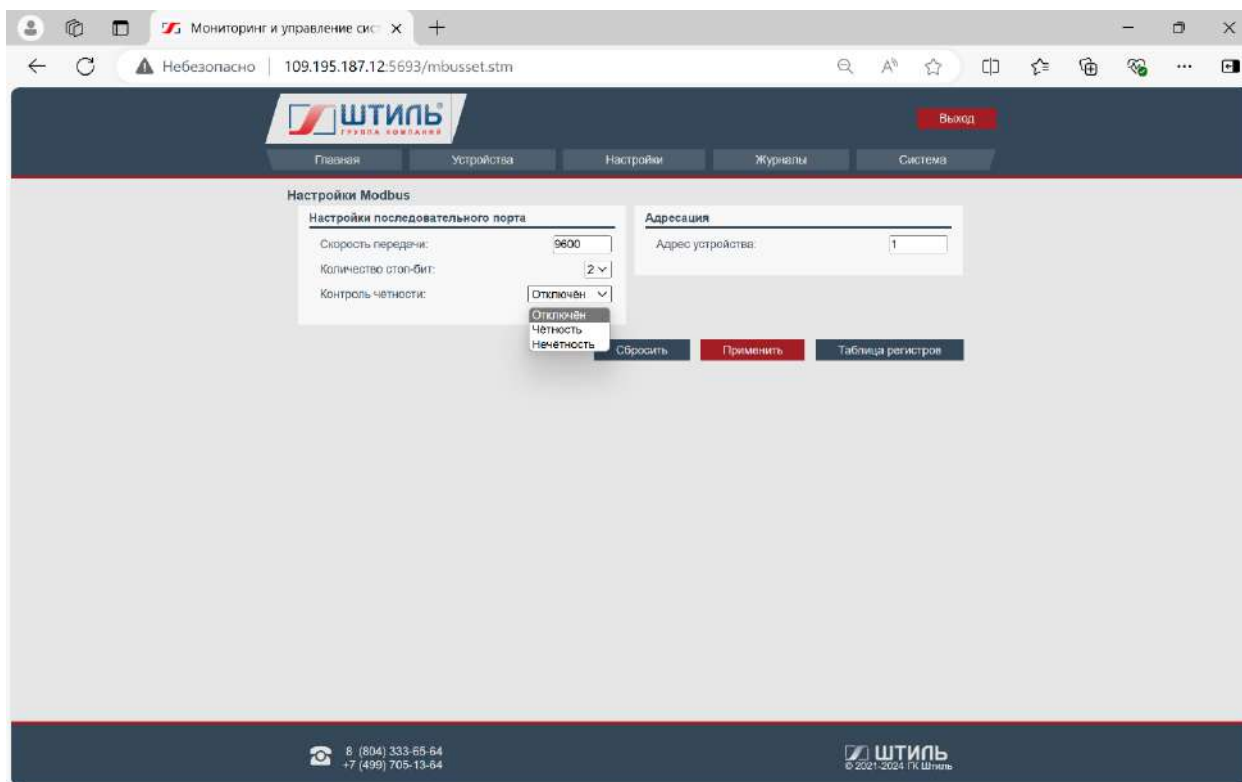 Мониторинг и управление сис
Небезопасно
109.195.187.12:5693/mbusset.stm
ШТИЛЬ
ГРУППА КОМПАНИЙ
Выход
Главная Устройства Настройки Журналы Система
Настройки Modbus
Настройки последовательного порта
Скорость передачи: 9600
Количество стоп-бит: 2
Контроль чётности: Отключён
Отключён
Чётность
Нечётность
Адресация
Адрес устройства: 1
Сбросить Применить Таблица регистров
8 (804) 333-65-64
+7 (499) 705-13-64
ШТИЛЬ
© 2021-2024 ГК Штиль